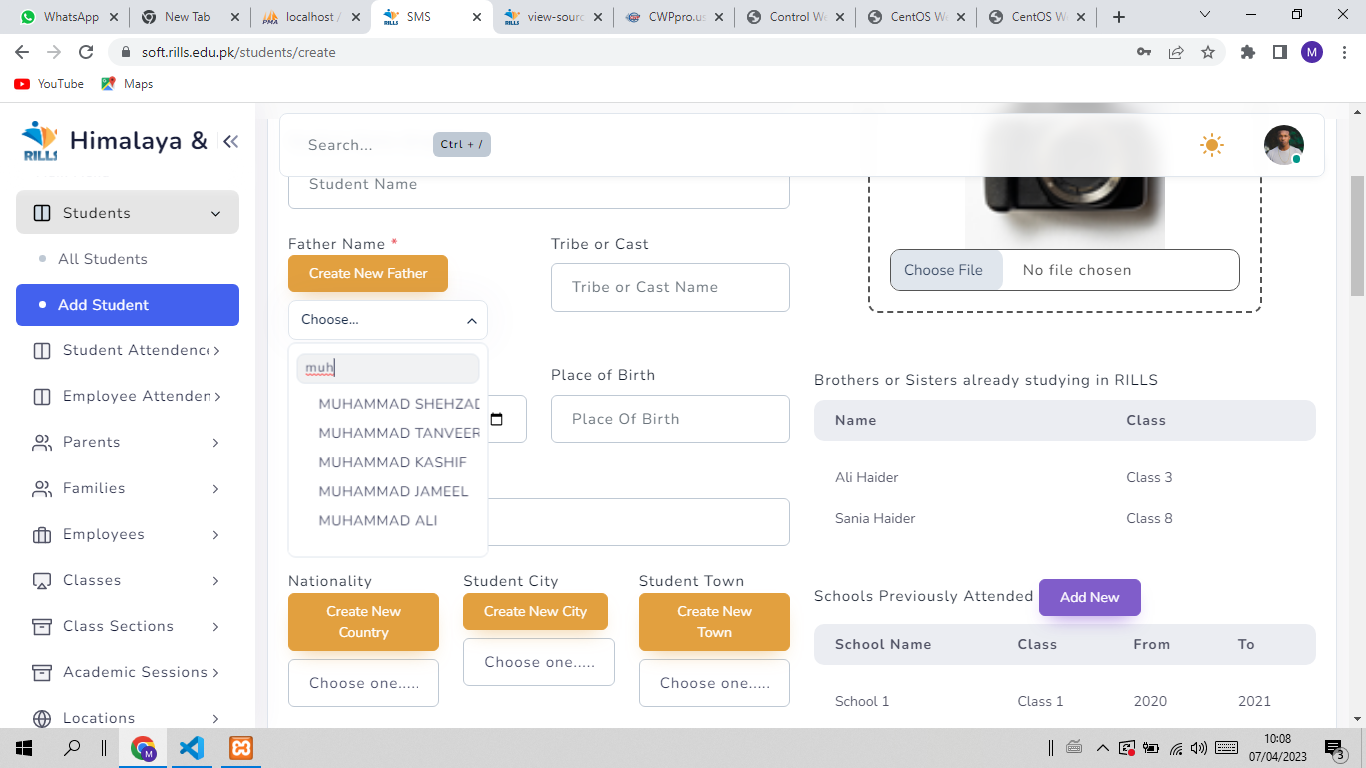 WhatsApp
New Tab
localhost /
SMS
view-sour
CWPpro.us
Control We
CentOS We
CentOS We
soft.rills.edu.pk/students/create
M
YouTube
Maps
RILLS
Himalaya &
Search...
Ctrl + /
Students
All Students
Add Student
Student Attendence
Employee Attenden
Parents
Families
Employees
Classes
Class Sections
Academic Sessions
Locations
Student Name
Father Name *
Create New Father
Choose...
muh
MUHAMMAD SHEHZAD
MUHAMMAD TANVEER
MUHAMMAD KASHIF
MUHAMMAD JAMEEL
MUHAMMAD ALI
Tribe or Cast
Tribe or Cast Name
Place of Birth
Place Of Birth
Nationality
Create New
Country
Choose one.....
Student City
Create New City
Choose one.....
Student Town
Create New
Town
Choose one.....
Choose File
No file chosen
Brothers or Sisters already studying in RILLS
Name Class
Ali Haider Class 3
Sania Haider Class 8
Schools Previously Attended
Add New
School Name Class From To
School 1 Class 1 2020 2021
M
10:08
07/04/2023
3